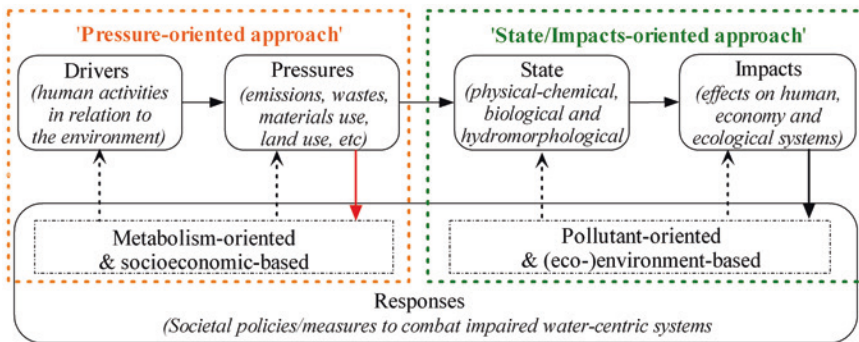 'Pressure-oriented approach'
'State/Impacts-oriented approach'
Drivers
(human activities
in relation to
the environment)
Pressures
(emissions, wastes,
materials use,
land use, etc)
State
(physical-chemical,
biological and
hydromorphological
Impacts
(effects on human,
economy and
ecological systems)
Metabolism-oriented
& socioeconomic-based
Pollutant-oriented
& (eco-)environment-based
Responses
(Societal policies/measures to combat impaired water-centric systems